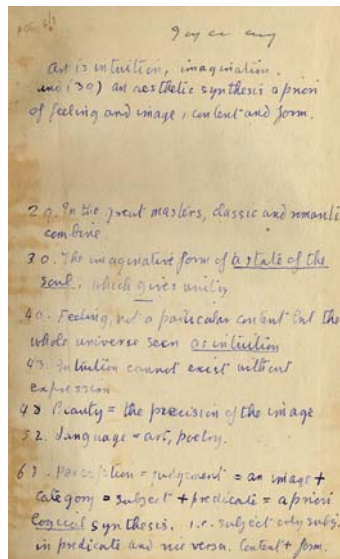 Joyce Cary
Art is intuition, imagination.
and (30) an aesthetic synthesis a priori
of feeling and image, content and form.
29. In the great masters, classic and romantic
combine
30. The imaginative form of a state of the
soul. which gives unity
40. Feeling, not a particular content but the
whole universe seen as intuition
43. Intuition cannot exist without
expression
48 Beauty = the precision of the image
52. Language = art, poetry.
63. Perception = judgement = an image +
category = subject + predicate = a priori
logical synthesis. i.e. subject only subj.
in predicate and vice versa. Content + form.